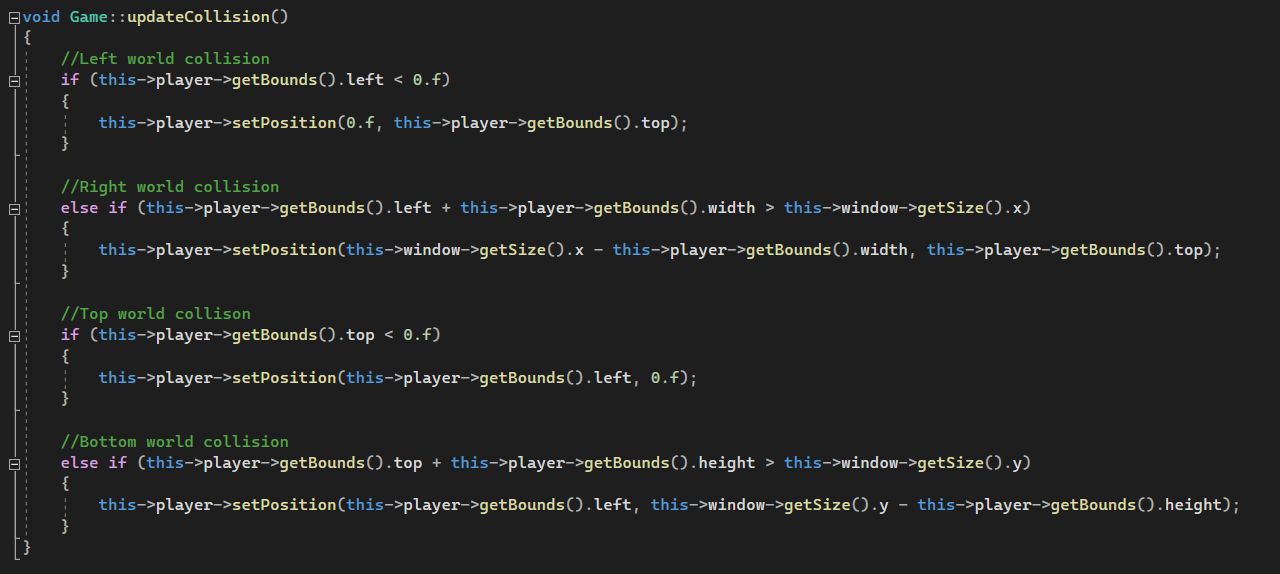 void Game::updateCollision()
{
    //Left world collision
    if (this->player->getBounds().left < 0.f)
    {
        this->player->setPosition(0.f, this->player->getBounds().top);
    }

    //Right world collision
    else if (this->player->getBounds().left + this->player->getBounds().width > this->window->getSize().x)
    {
        this->player->setPosition(this->window->getSize().x - this->player->getBounds().width, this->player->getBounds().top);
    }

    //Top world collison
    if (this->player->getBounds().top < 0.f)
    {
        this->player->setPosition(this->player->getBounds().left, 0.f);
    }

    //Bottom world collision
    else if (this->player->getBounds().top + this->player->getBounds().height > this->window->getSize().y)
    {
        this->player->setPosition(this->player->getBounds().left, this->window->getSize().y - this->player->getBounds().height);
    }
}